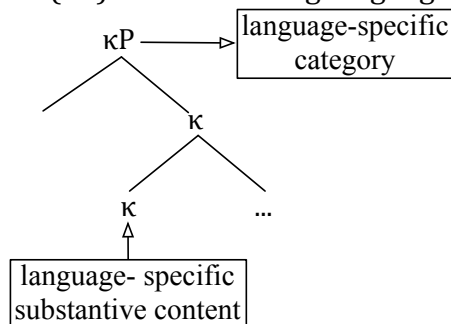 κP
language-specific
category
κ
κ
...
language- specific
substantive content